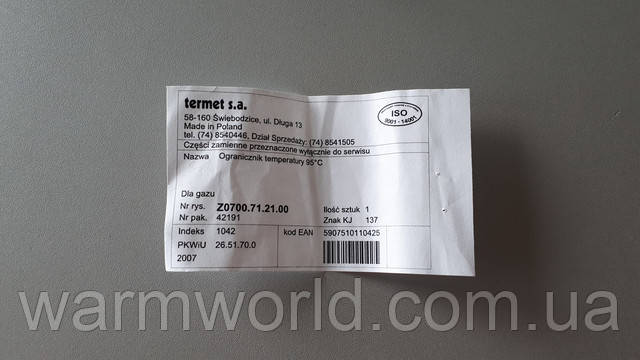 termet s.a.
58-160 Świebodzice, ul. Długa 13
Made in Poland
tel. (74) 8540446, Dział Sprzedaży: (74) 8541505
ISO
9001 - 14001
Części zamienne przeznaczone wyłącznie do serwisu
Nazwa Ogranicznik temperatury 95°C
Dla gazu
Nr rys. Z0700.71.21.00 Ilość sztuk 1
Nr pak. 42191 Znak KJ 137
Indeks 1042 kod EAN 5907510110425
PKWiU 26.51.70.0
2007
warmworld.com.ua